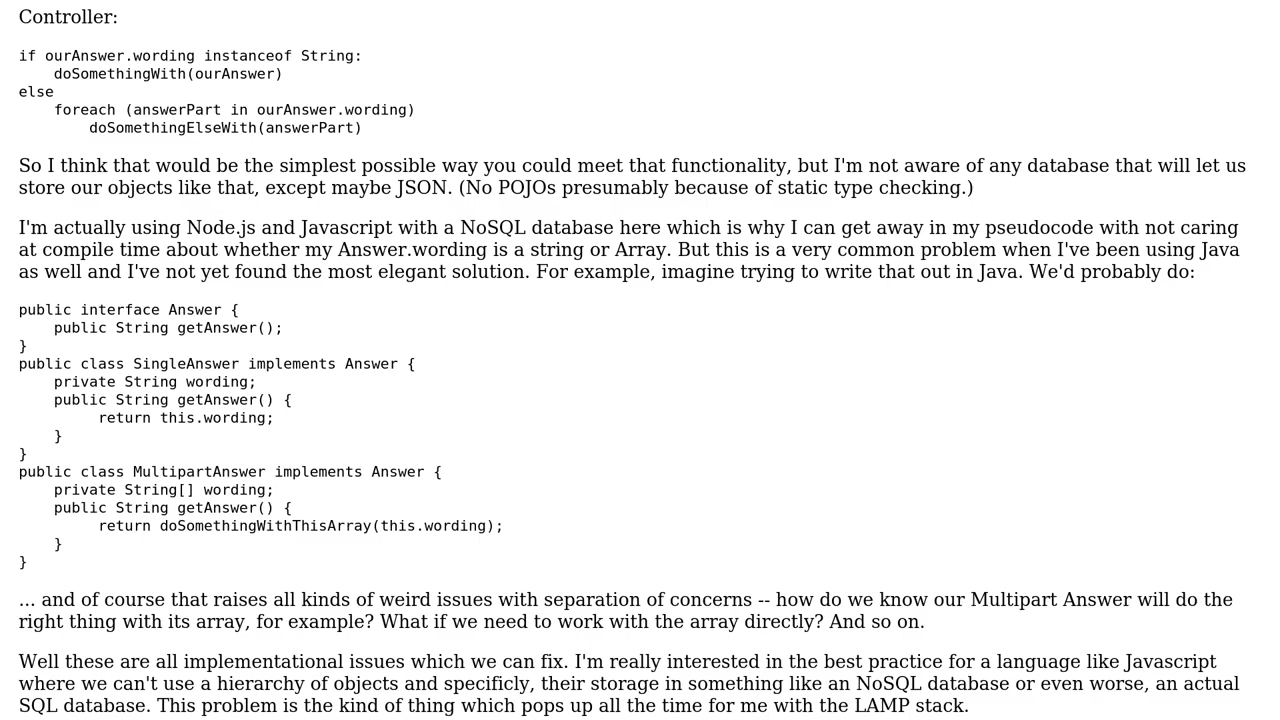 Controller:
if ourAnswer.wording instanceof String:
    doSomethingWith(ourAnswer)
else
    foreach (answerPart in ourAnswer.wording)
        doSomethingElseWith(answerPart)
So I think that would be the simplest possible way you could meet that functionality, but I'm not aware of any database that will let us
store our objects like that, except maybe JSON. (No POJOs presumably because of static type checking.)
I'm actually using Node.js and Javascript with a NoSQL database here which is why I can get away in my pseudocode with not caring
at compile time about whether my Answer.wording is a string or Array. But this is a very common problem when I've been using Java
as well and I've not yet found the most elegant solution. For example, imagine trying to write that out in Java. We'd probably do:
public interface Answer {
    public String getAnswer();
}
public class SingleAnswer implements Answer {
    private String wording;
    public String getAnswer() {
         return this.wording;
    }
}
public class MultipartAnswer implements Answer {
    private String[] wording;
    public String getAnswer() {
         return doSomethingWithThisArray(this.wording);
    }
}
... and of course that raises all kinds of weird issues with separation of concerns -- how do we know our Multipart Answer will do the
right thing with its array, for example? What if we need to work with the array directly? And so on.
Well these are all implementational issues which we can fix. I'm really interested in the best practice for a language like Javascript
where we can't use a hierarchy of objects and specificly, their storage in something like an NoSQL database or even worse, an actual
SQL database. This problem is the kind of thing which pops up all the time for me with the LAMP stack.